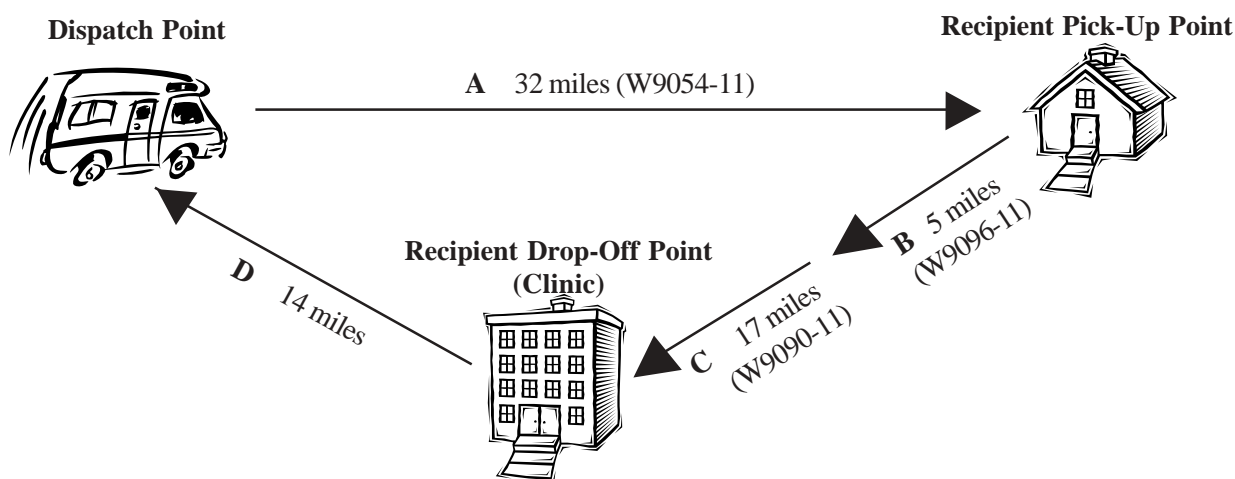 Dispatch Point
Recipient Pick-Up Point
A 32 miles (W9054-11)
B 5 miles
(W9096-11)
Recipient Drop-Off Point
(Clinic)
C 17 miles
(W9090-11)
D 14 miles